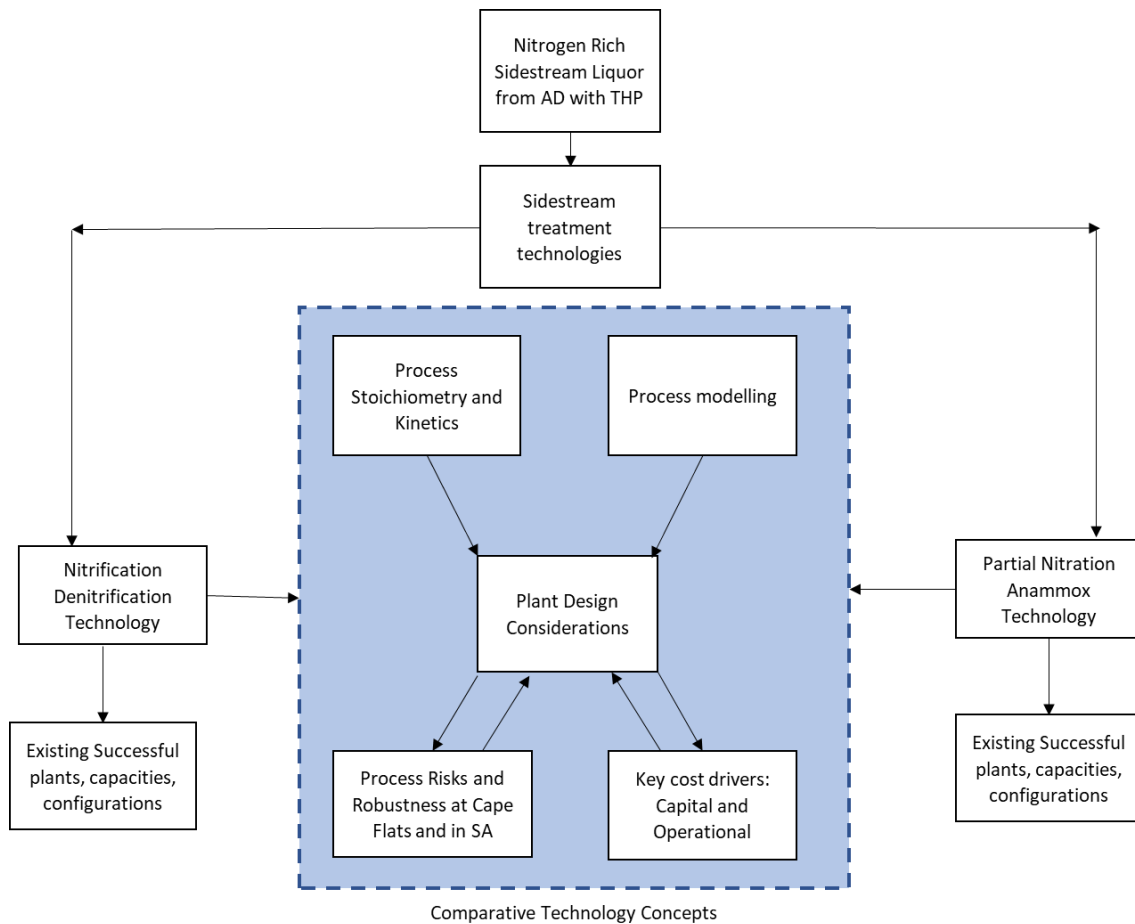 Nitrogen Rich
Sidestream Liquor
from AD with THP
Sidestream
treatment
technologies
Process
Stoichiometry and
Kinetics
Process modelling
Nitrification
Denitrification
Technology
Plant Design
Considerations
Partial Nitration
Anammox
Technology
Existing Successful
plants, capacities,
configurations
Process Risks and
Robustness at Cape
Flats and in SA
Key cost drivers:
Capital and
Operational
Existing Successful
plants, capacities,
configurations
Comparative Technology Concepts